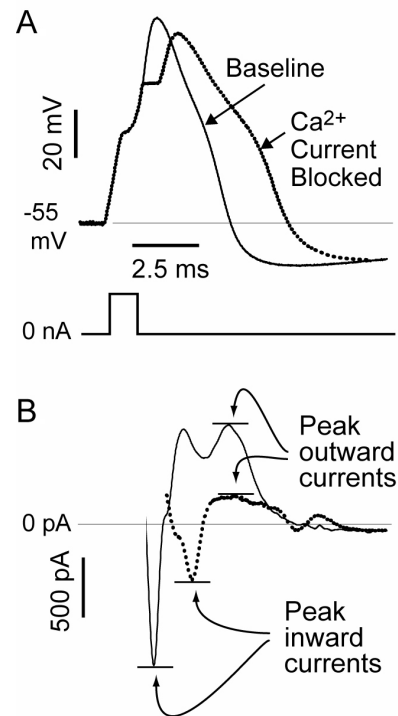 A
Baseline
20 mV
Ca2+
Current
Blocked
-55
mV
2.5 ms
0 nA
B
Peak
outward
currents
0 pA
500 pA
Peak
inward
currents